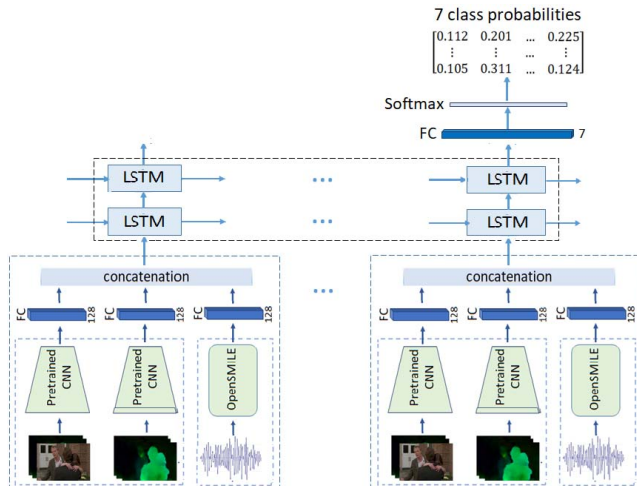 7 class probabilities
0.112 0.201 ... 0.225
⋮ ⋮ ... ⋮
0.105 0.311 ... 0.124
Softmax
FC 7
LSTM ... LSTM
LSTM ... LSTM
concatenation ... concatenation
FC 128 FC 128 FC 128 FC 128 FC 128 FC 128
Pretrained CNN Pretrained CNN OpenSMILE Pretrained CNN Pretrained CNN OpenSMILE